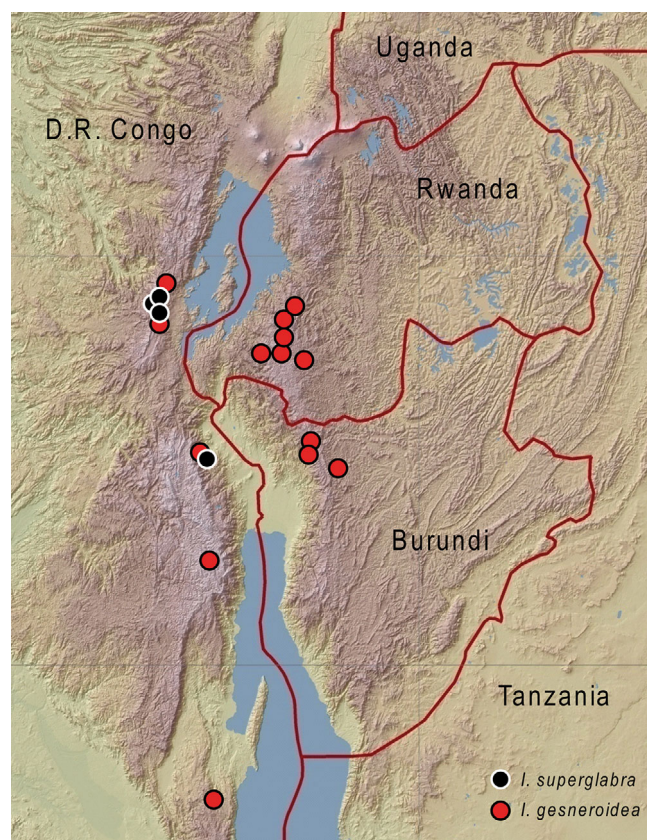 Uganda
D.R. Congo
Rwanda
Burundi
Tanzania
I. superglabra
I. gesneroidea